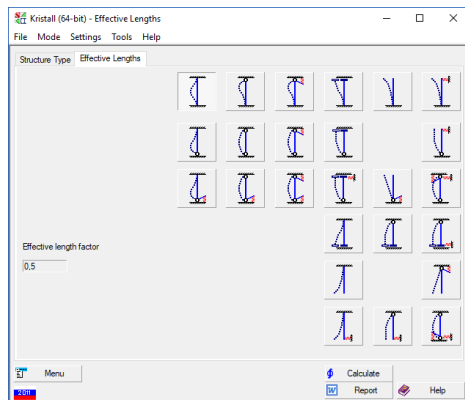 Kristall (64-bit) - Effective Lengths
File Mode Settings Tools Help
Structure Type Effective Lengths
Effective length factor
0,5
Menu
Calculate
2011
Report Help